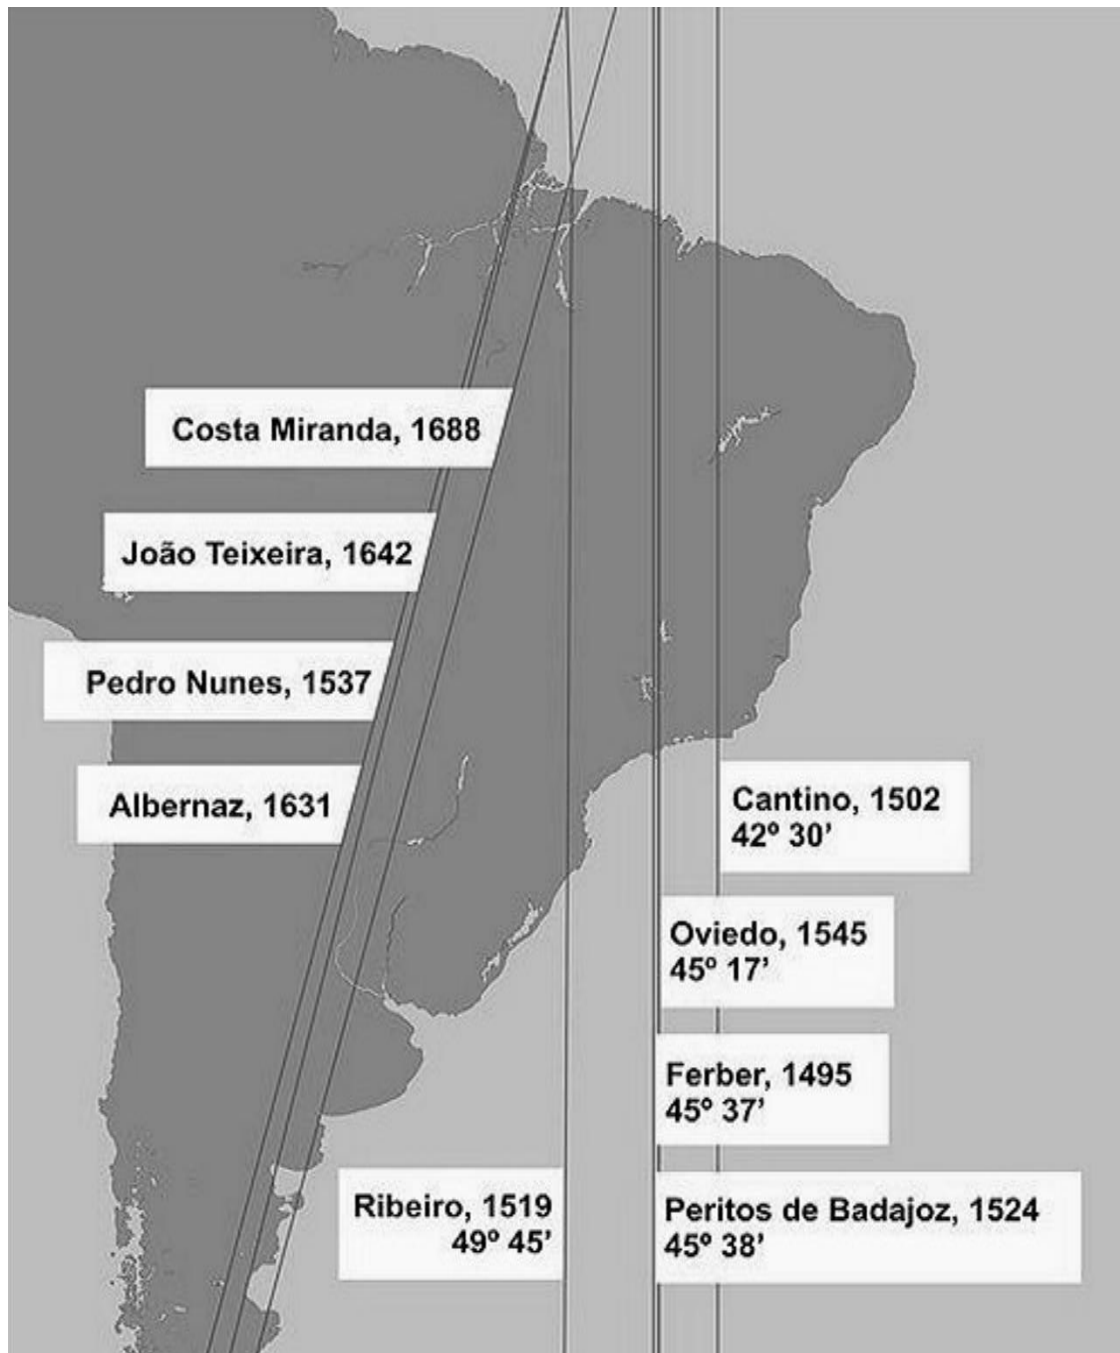 Costa Miranda, 1688
João Teixeira, 1642
Pedro Nunes, 1537
Albernaz, 1631
Cantino, 1502
42º 30’
Oviedo, 1545
45º 17’
Ferber, 1495
45º 37’
Ribeiro, 1519
49º 45’
Peritos de Badajoz, 1524
45º 38’